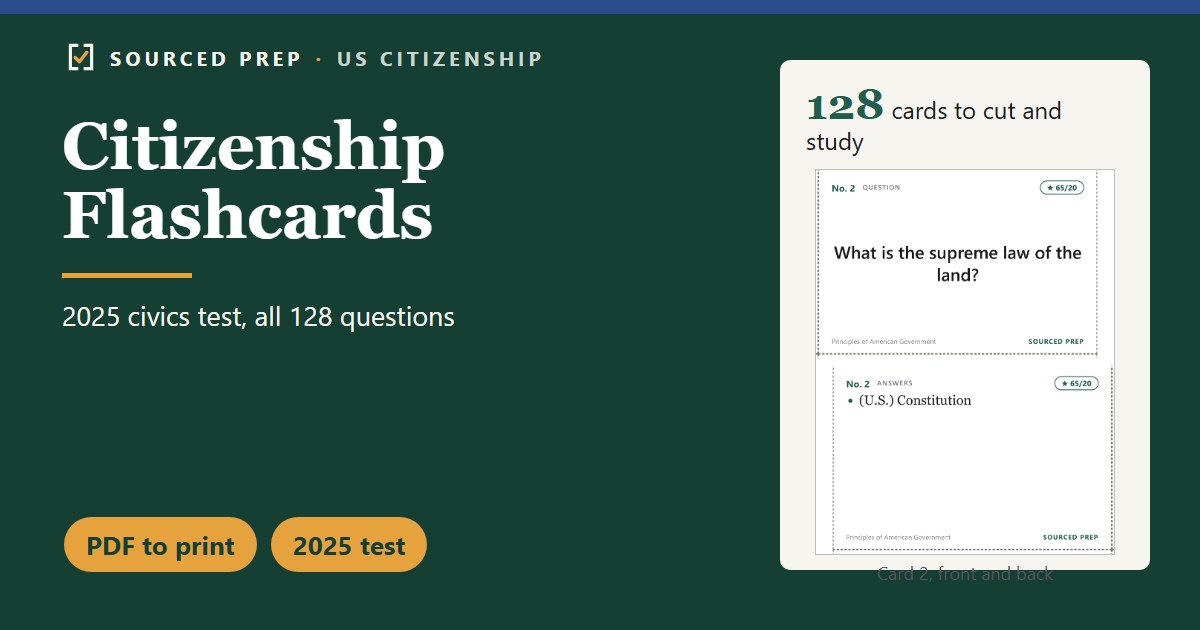 SOURCED PREP · US CITIZENSHIP
Citizenship
Flashcards
2025 civics test, all 128 questions
PDF to print
2025 test
128 cards to cut and
study
No. 2 QUESTION ★ 65/20
What is the supreme law of the
land?
Principles of American Government SOURCED PREP
No. 2 ANSWERS ★ 65/20
• (U.S.) Constitution
Principles of American Government SOURCED PREP
Card 2, front and back